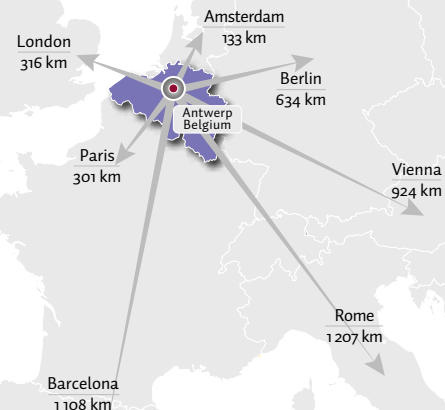 Amsterdam
133 km
London
316 km
Berlin
634 km
Antwerp
Belgium
Paris
301 km
Vienna
924 km
Rome
1 207 km
Barcelona
1 108 km